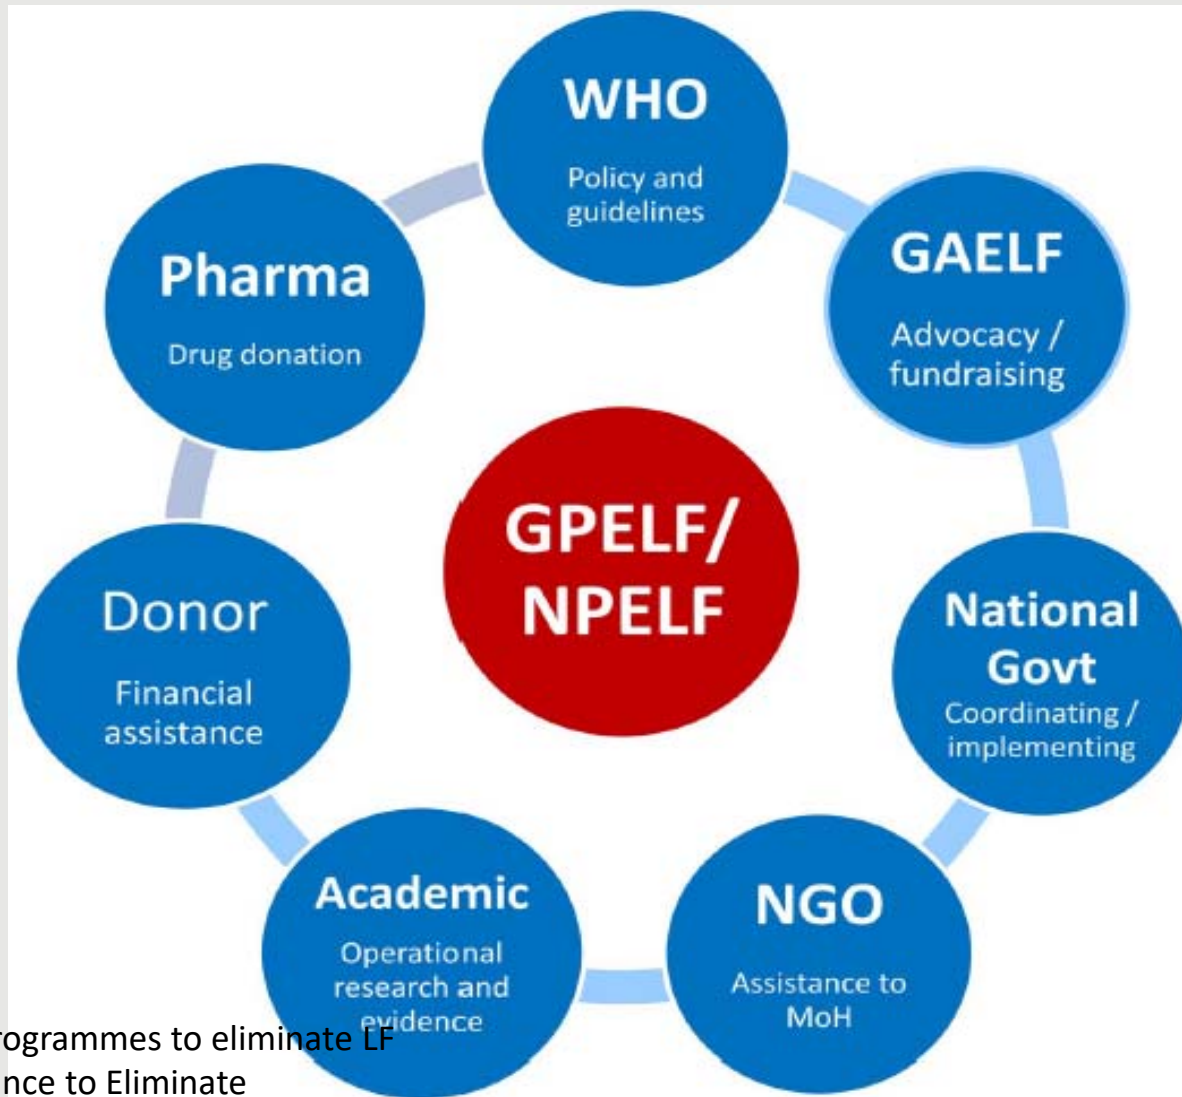 WHO
Policy and
guidelines
GAELF
Advocacy /
fundraising
National
Govt
Coordinating /
implementing
NGO
Assistance to
MoH
Academic
Operational
research and
evidence
Donor
Financial
assistance
Pharma
Drug donation
GPELF/
NPELF
rogrammes to eliminate LF
nce to Eliminate